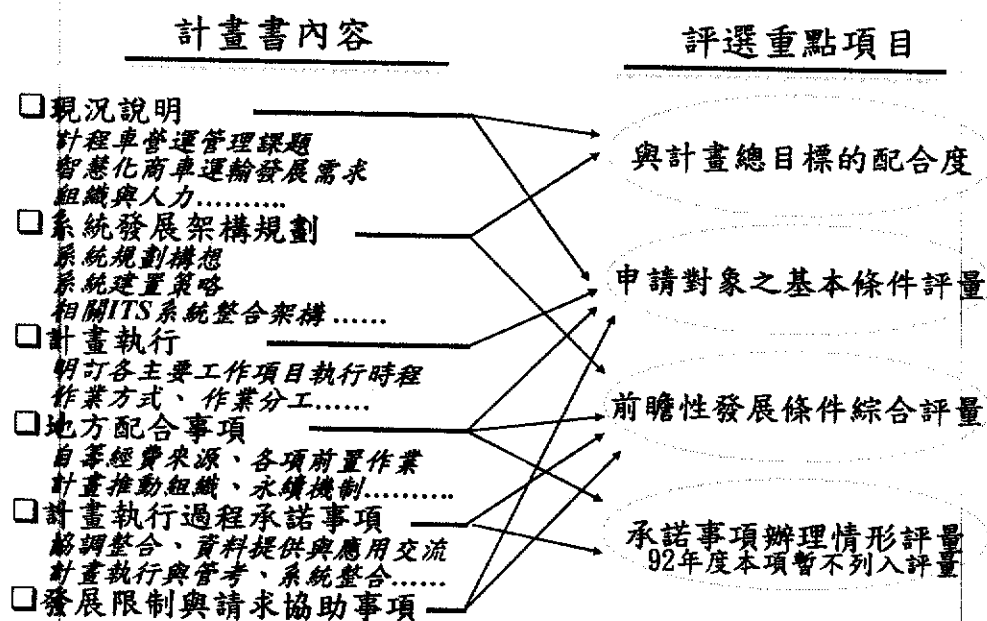 計畫書內容
□現況說明
計程車營運管理課題
智慧化商車運輸發展需求
組織與人力..........
□系統發展架構規劃
系統規劃構想
系統建置策略
相關ITS系統整合架構......
□計畫執行
明訂各主要工作項目執行時程
作業方式、作業分工......
□地方配合事項
自籌經費來源、各項前置作業
計畫推動組織、永續機制..........
□計畫執行過程承諾事項
協調整合、資料提供與應用交流
計畫執行與管考、系統整合......
□發展限制與請求協助事項
評選重點項目
與計畫總目標的配合度
申請對象之基本條件評量
前瞻性發展條件綜合評量
承諾事項辦理情形評量
92年度本項暫不列入評量